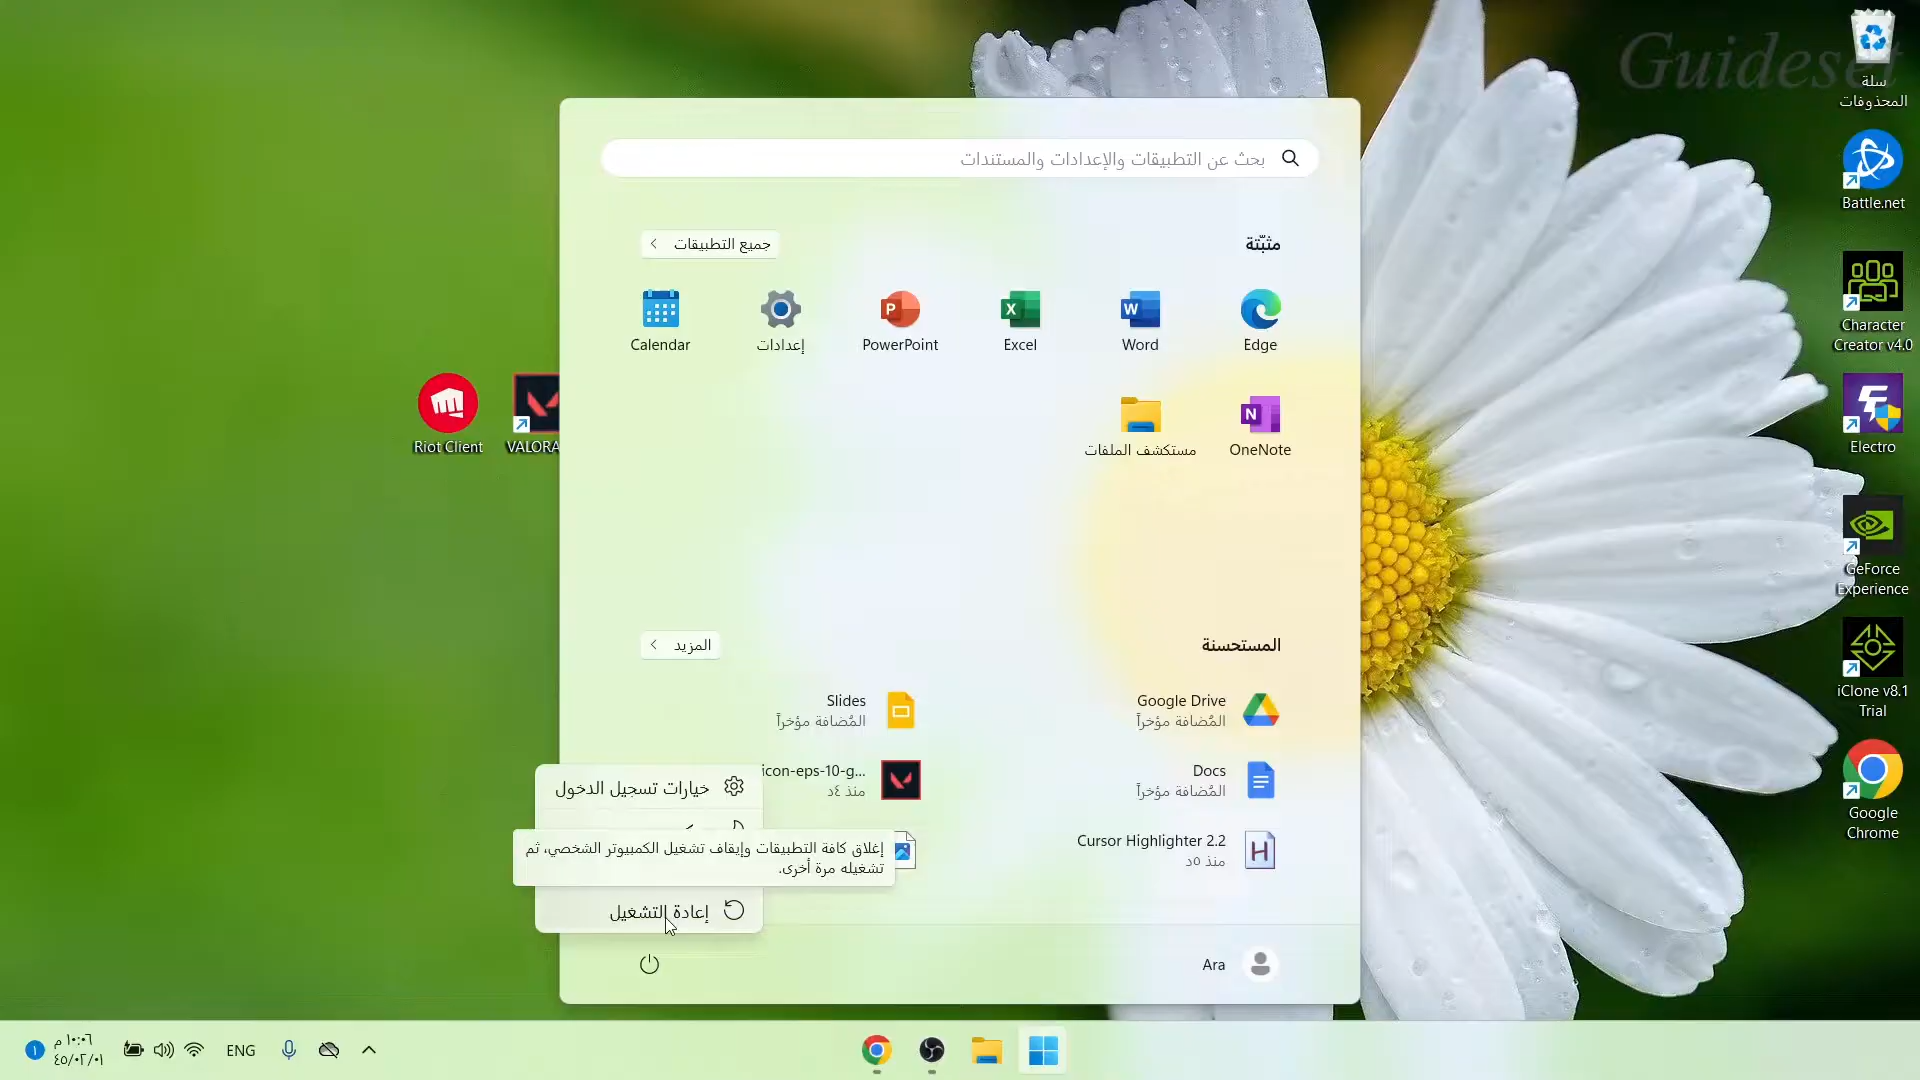 Guideset
سلة
المحذوفات
Battle.net
Character
Creator v4.0
Electro
GeForce
Experience
iClone v8.1
Trial
Google
Chrome
Riot Client
VALORA
بحث عن التطبيقات والإعدادات والمستندات
مثبّتة
جميع التطبيقات
Edge
Word
Excel
PowerPoint
إعدادات
Calendar
OneNote
مستكشف الملفات
المستحسنة
المزيد
Google Drive
المُضافة مؤخراً
Slides
المُضافة مؤخراً
Docs
المُضافة مؤخراً
icon-eps-10-g...
منذ ٤د
Cursor Highlighter 2.2
منذ ٥د
خيارات تسجيل الدخول
إغلاق كافة التطبيقات وإيقاف تشغيل الكمبيوتر الشخصي، ثم
تشغيله مرة أخرى.
إعادة التشغيل
Ara
ENG
١٠:٠٦ م
٤٥/٠٢/٠١
١